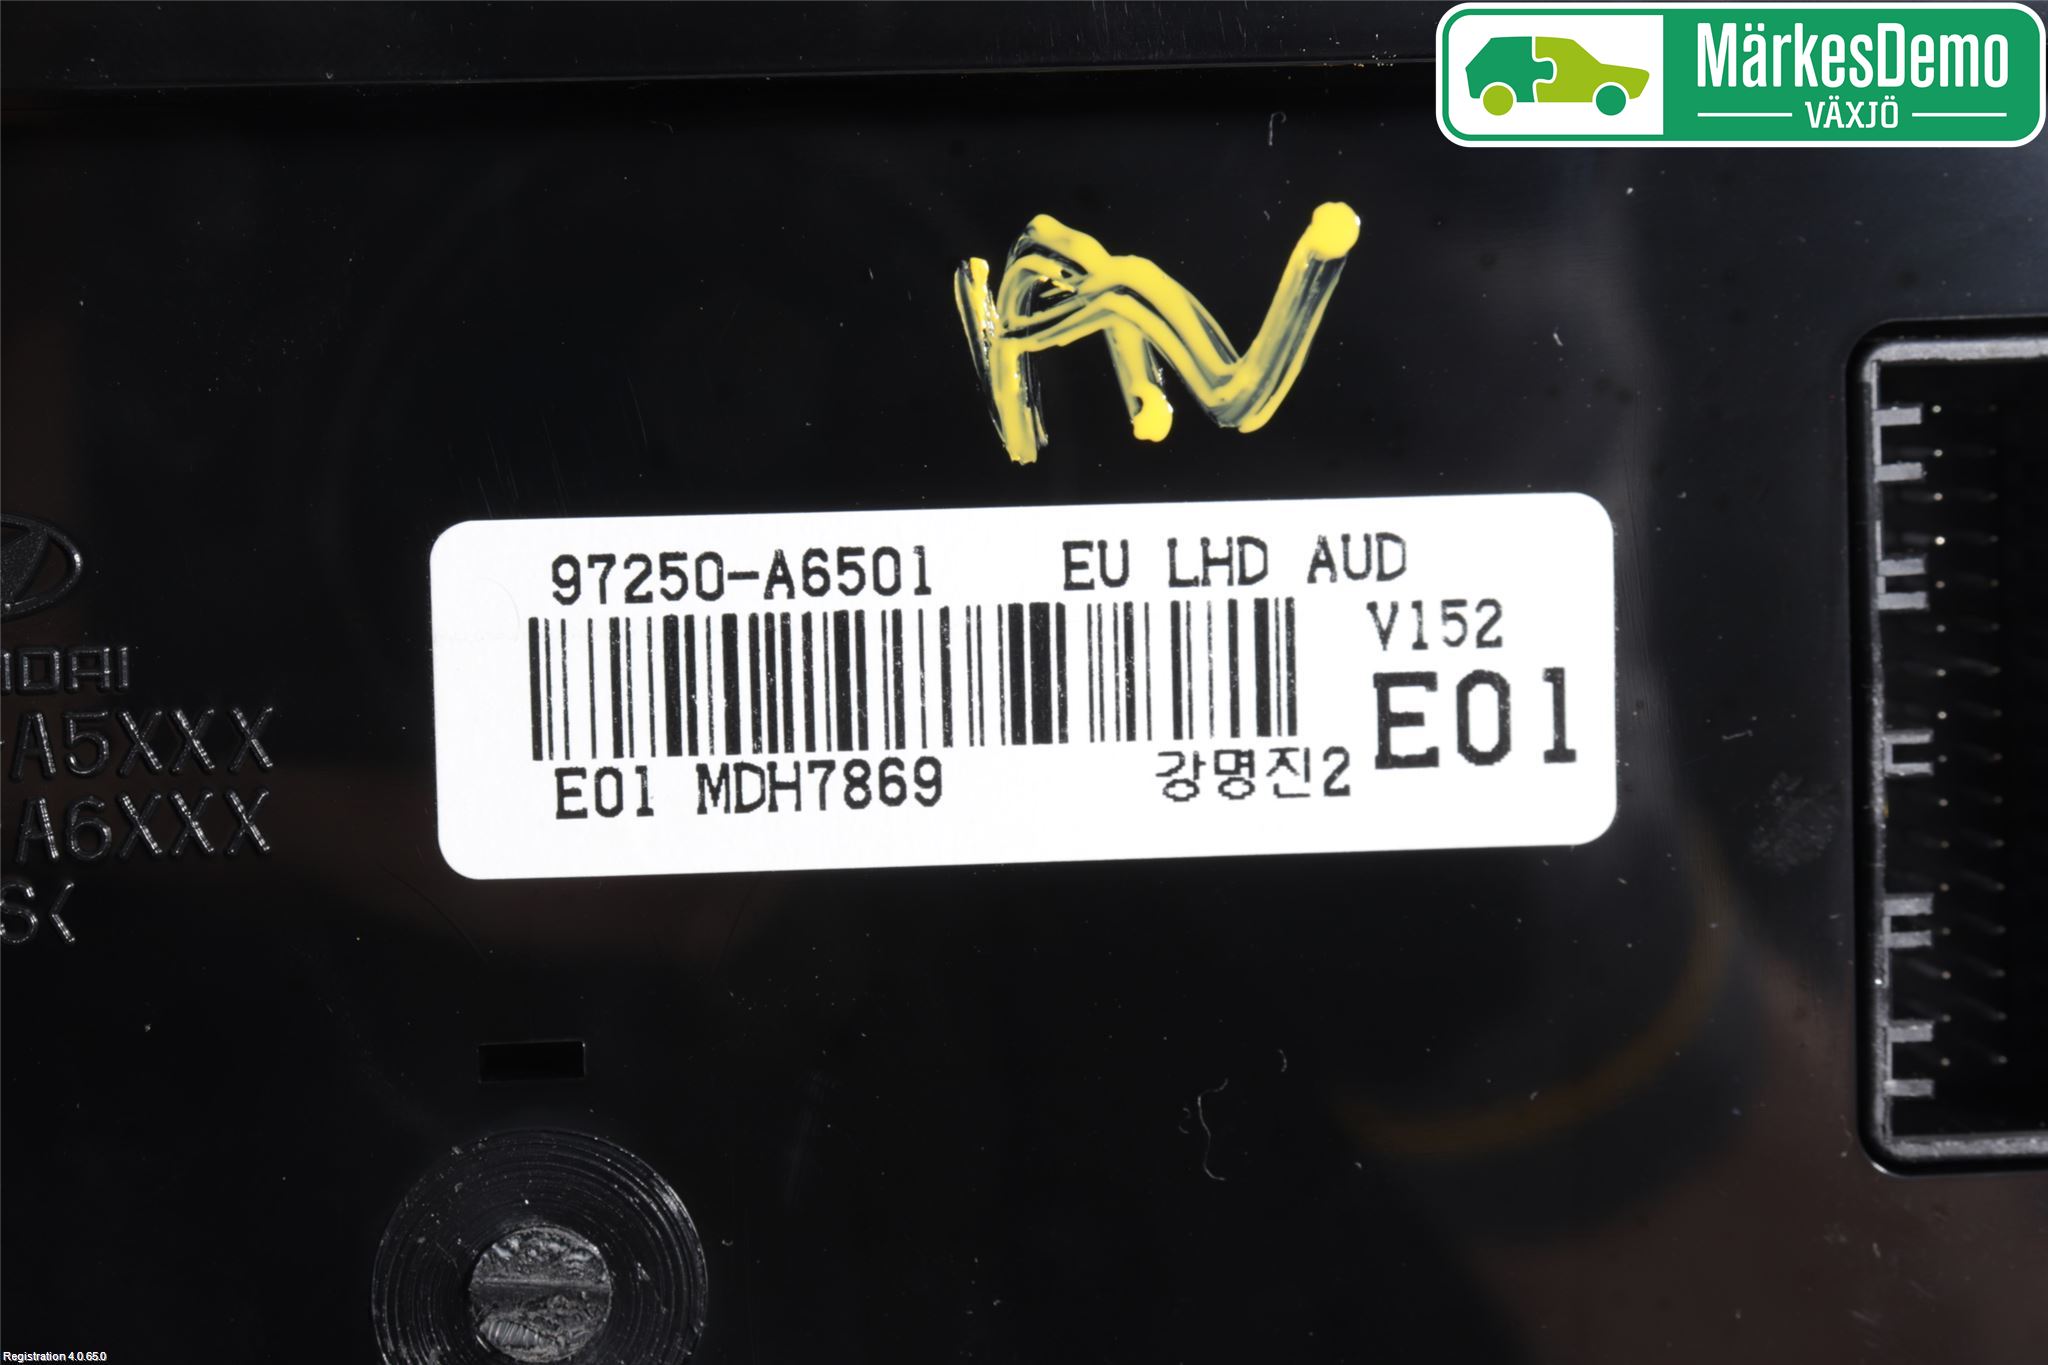 MärkesDemo
VÄXJÖ
97250-A6501 EU LHD AUD
V152
E01
E01 MDH7869 강명진2
A5XXX
A6XXX
Registration 4.0.65.0